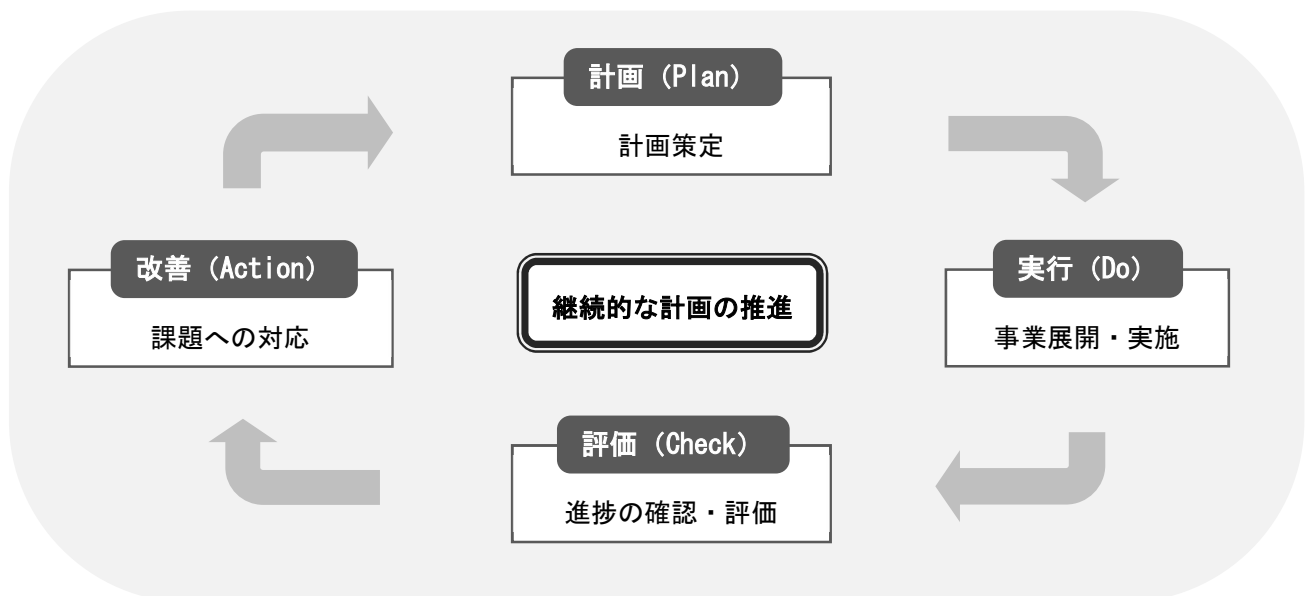 計画（Plan）
計画策定
改善（Action）
課題への対応
継続的な計画の推進
実行（Do）
事業展開・実施
評価（Check）
進捗の確認・評価